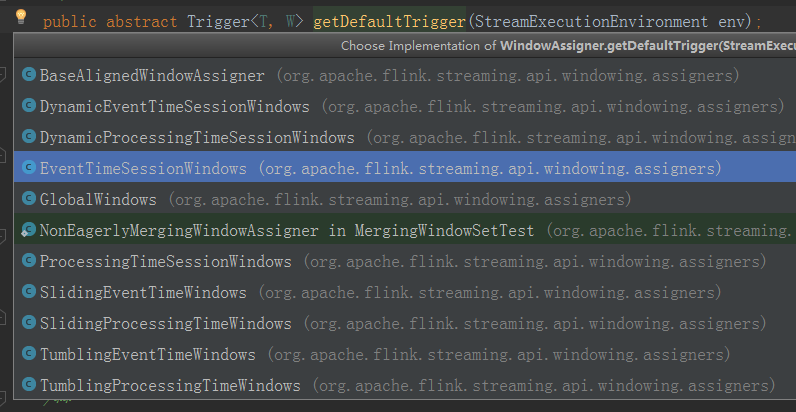 public abstract Trigger<T, W> getDefaultTrigger(StreamExecutionEnvironment env);
Choose Implementation of WindowAssigner.getDefaultTrigger(StreamExecu
BaseAlignedWindowAssigner (org.apache.flink.streaming.api.windowing.assigners)
DynamicEventTimeSessionWindows (org.apache.flink.streaming.api.windowing.assigners)
DynamicProcessingTimeSessionWindows (org.apache.flink.streaming.api.windowing.assign
EventTimeSessionWindows (org.apache.flink.streaming.api.windowing.assigners)
GlobalWindows (org.apache.flink.streaming.api.windowing.assigners)
NonEagerlyMergingWindowAssigner in MergingWindowSetTest (org.apache.flink.streaming.
ProcessingTimeSessionWindows (org.apache.flink.streaming.api.windowing.assigners)
SlidingEventTimeWindows (org.apache.flink.streaming.api.windowing.assigners)
SlidingProcessingTimeWindows (org.apache.flink.streaming.api.windowing.assigners)
TumblingEventTimeWindows (org.apache.flink.streaming.api.windowing.assigners)
TumblingProcessingTimeWindows (org.apache.flink.streaming.api.windowing.assigners)